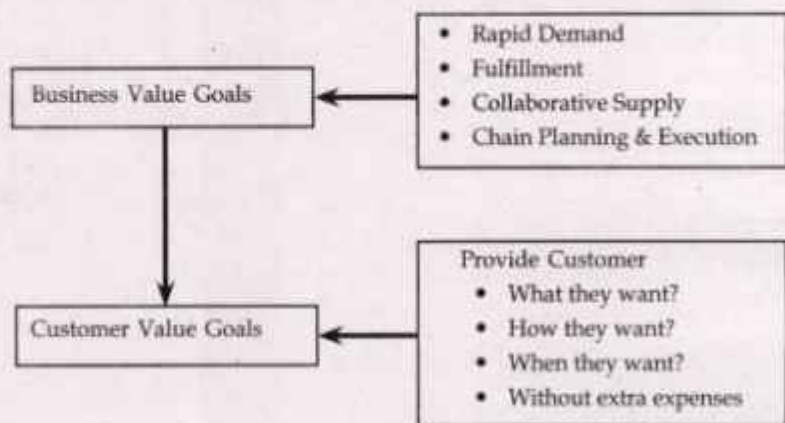 Business Value Goals
• Rapid Demand
• Fulfillment
• Collaborative Supply
• Chain Planning & Execution
Customer Value Goals
Provide Customer
• What they want?
• How they want?
• When they want?
• Without extra expenses